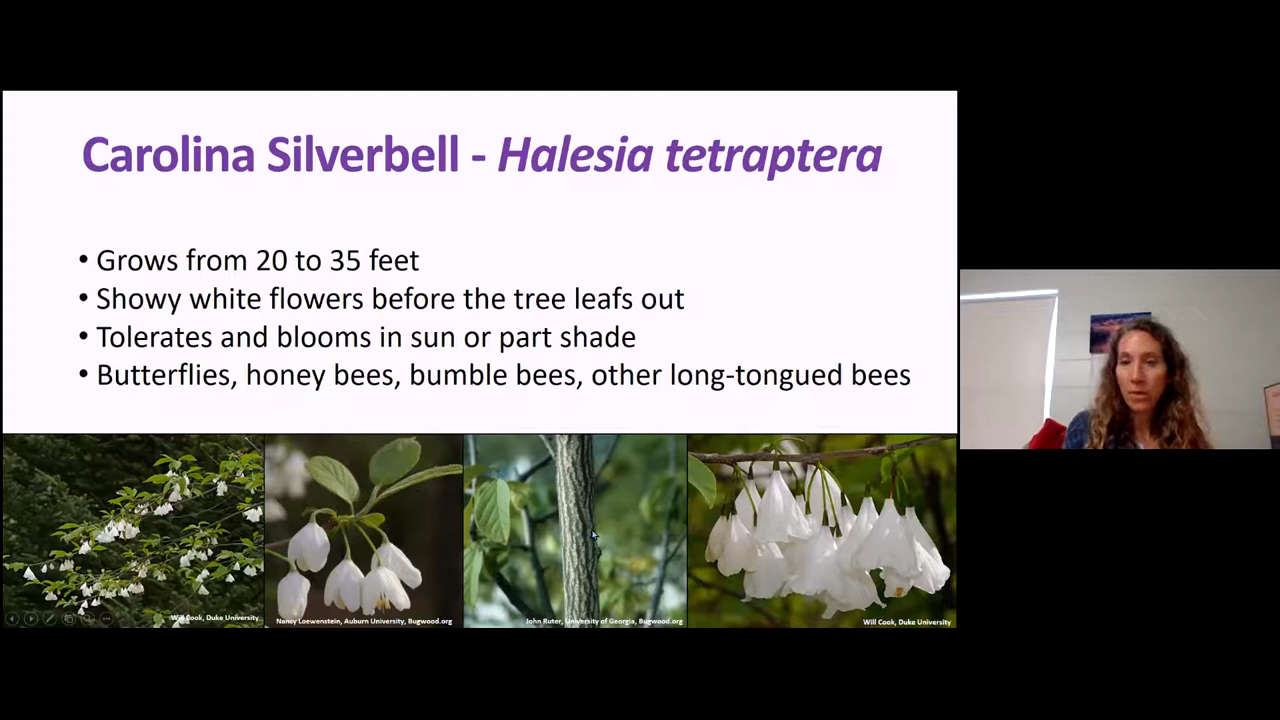 Carolina Silverbell - Halesia tetraptera
• Grows from 20 to 35 feet
• Showy white flowers before the tree leafs out
• Tolerates and blooms in sun or part shade
• Butterflies, honey bees, bumble bees, other long-tongued bees
Will Cook, Duke University
Nancy Loewenstein, Auburn University, Bugwood.org
John Ruter, University of Georgia, Bugwood.org
Will Cook, Duke University